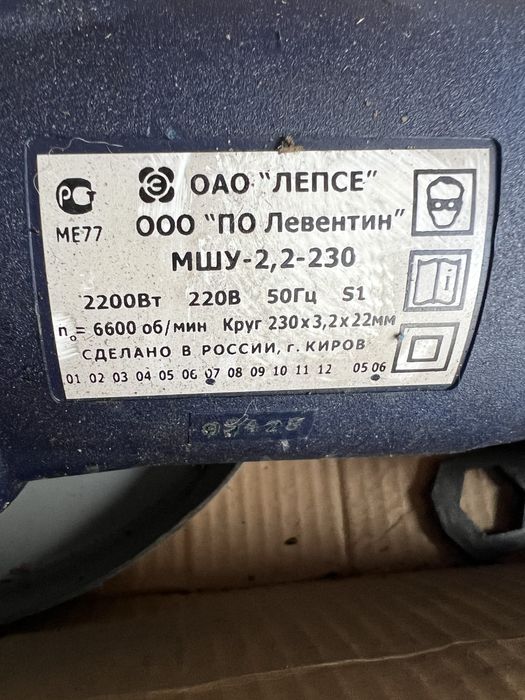 ОАО "ЛЕПСЕ"
ООО "ПО Левентин"
МЕ77
МШУ-2,2-230
2200Вт 220В 50Гц S1
n₀= 6600 об/мин Круг 230х3,2х22мм
СДЕЛАНО В РОССИИ, г. КИРОВ
01 02 03 04 05 06 07 08 09 10 11 12 05 06